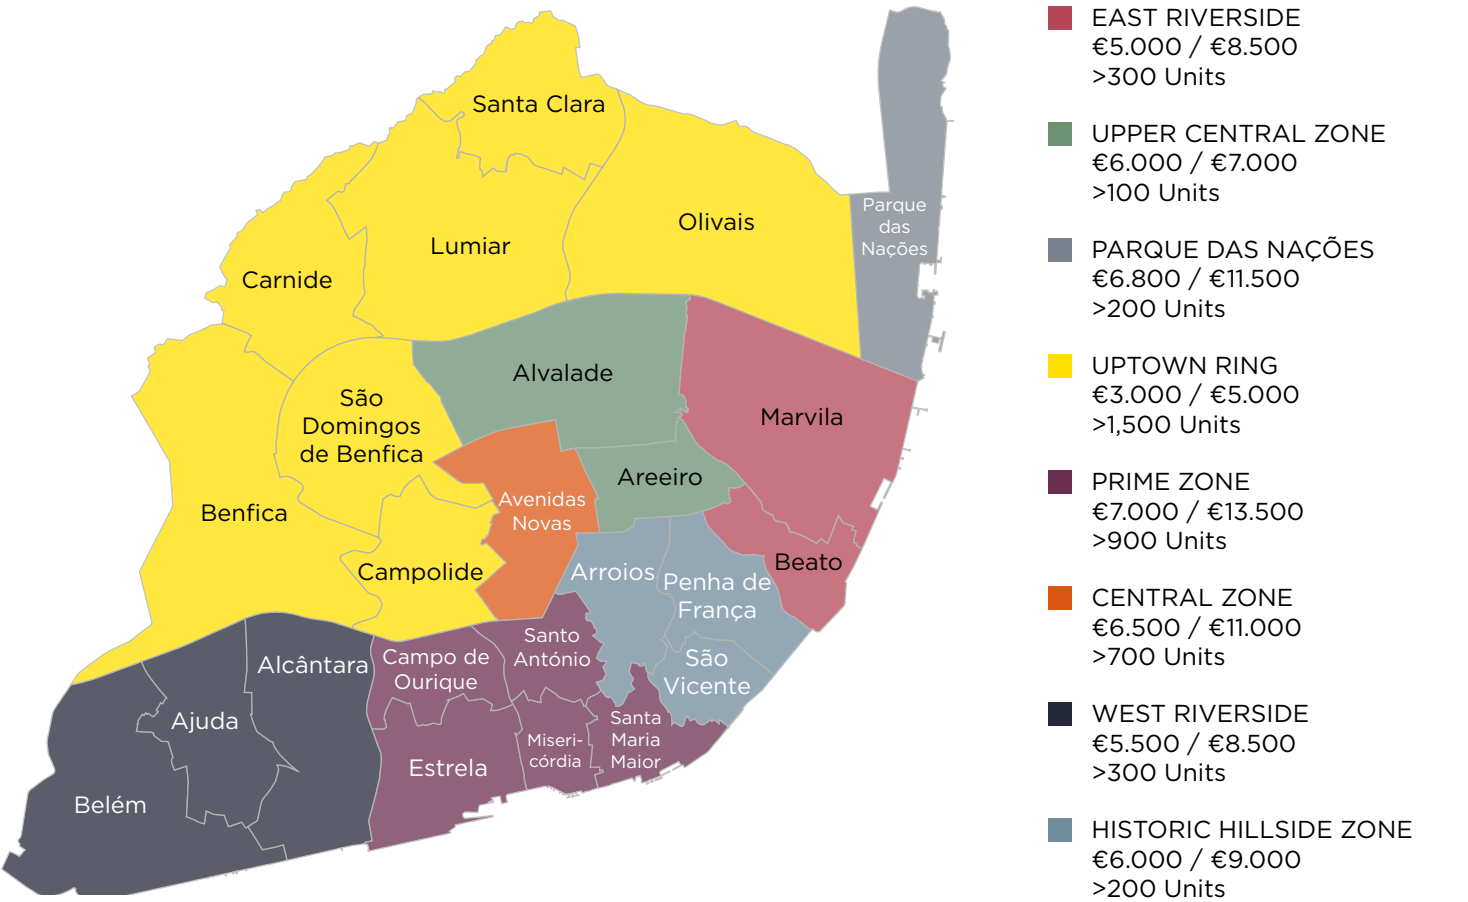 Santa Clara
Olivais
Parque
das
Nações
Lumiar
Carnide
Alvalade
São
Domingos
de Benfica
Marvila
Areeiro
Avenidas
Novas
Benfica
Campolide
Arroios
Penha de
França
Beato
Santo
António
Campo de
Ourique
Alcântara
São
Vicente
Ajuda
Santa
Maria
Maior
Miseri-
córdia
Estrela
Belém
EAST RIVERSIDE
€5.000 / €8.500
>300 Units
UPPER CENTRAL ZONE
€6.000 / €7.000
>100 Units
PARQUE DAS NAÇÕES
€6.800 / €11.500
>200 Units
UPTOWN RING
€3.000 / €5.000
>1,500 Units
PRIME ZONE
€7.000 / €13.500
>900 Units
CENTRAL ZONE
€6.500 / €11.000
>700 Units
WEST RIVERSIDE
€5.500 / €8.500
>300 Units
HISTORIC HILLSIDE ZONE
€6.000 / €9.000
>200 Units